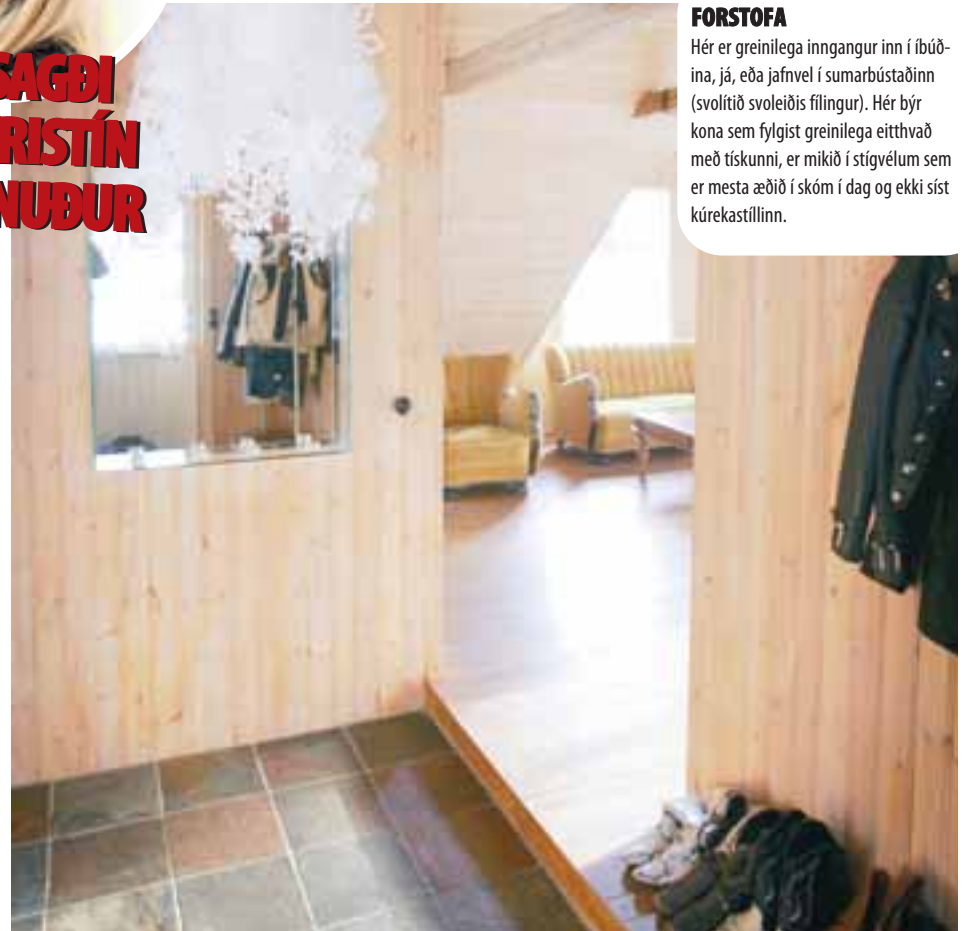 SAGÐI
RISTÍN
NUÐUR
FORSTOFA
Hér er greinilega inngangur inn í íbúð-
ina, já, eða jafnvel í sumarbústaðinn
(svolítið svoleiðis fílingur). Hér býr
kona sem fylgist greinilega eitthvað
með tískunni, er mikið í stígvélum sem
er mesta æðið í skóm í dag og ekki síst
kúrekastíllinn.